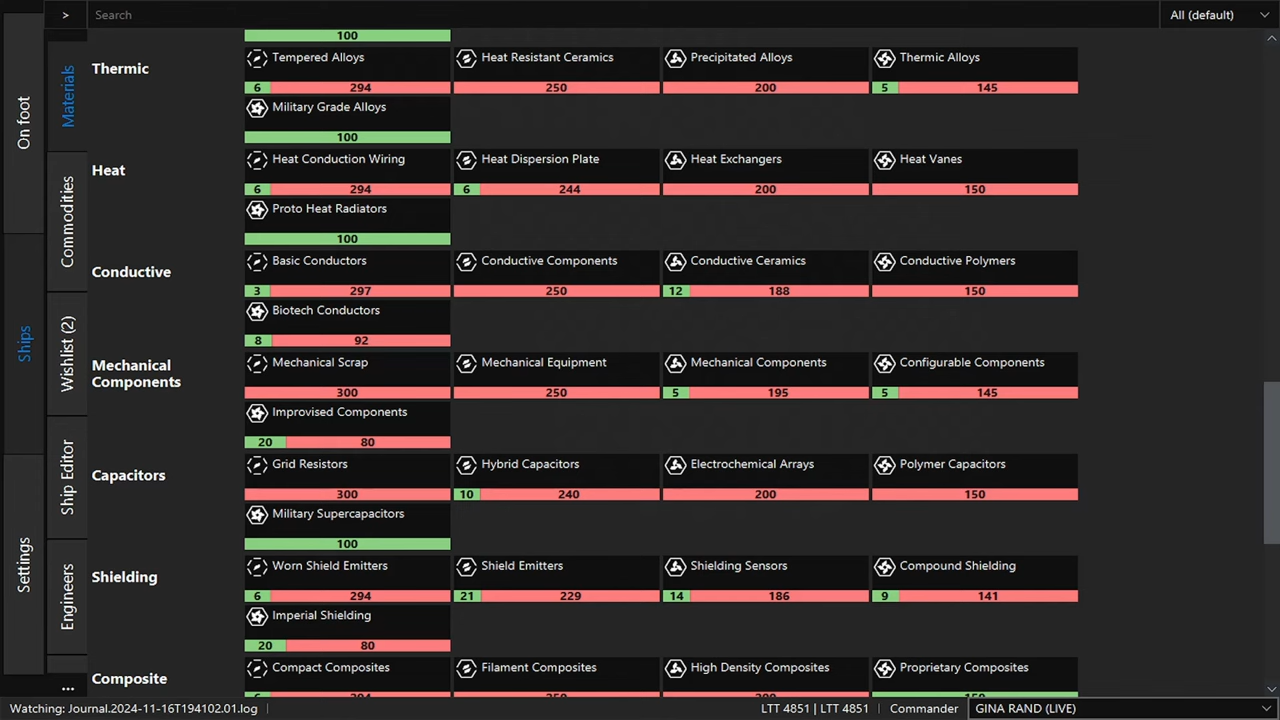 >
Search
All (default)
On foot
Ships
Settings
Materials
Commodities
Wishlist (2)
Ship Editor
Engineers
...
100
Thermic
Tempered Alloys
6 294
Heat Resistant Ceramics
250
Precipitated Alloys
200
Thermic Alloys
5 145
Military Grade Alloys
100
Heat
Heat Conduction Wiring
6 294
Heat Dispersion Plate
6 244
Heat Exchangers
200
Heat Vanes
150
Proto Heat Radiators
100
Conductive
Basic Conductors
3 297
Conductive Components
250
Conductive Ceramics
12 188
Conductive Polymers
150
Biotech Conductors
8 92
Mechanical
Components
Mechanical Scrap
300
Mechanical Equipment
250
Mechanical Components
5 195
Configurable Components
5 145
Improvised Components
20 80
Capacitors
Grid Resistors
300
Hybrid Capacitors
10 240
Electrochemical Arrays
200
Polymer Capacitors
150
Military Supercapacitors
100
Shielding
Worn Shield Emitters
6 294
Shield Emitters
21 229
Shielding Sensors
14 186
Compound Shielding
9 141
Imperial Shielding
20 80
Composite
Compact Composites
6 294
Filament Composites
250
High Density Composites
200
Proprietary Composites
150
Watching: Journal.2024-11-16T194102.01.log
LTT 4851 | LTT 4851
Commander
GINA RAND (LIVE)